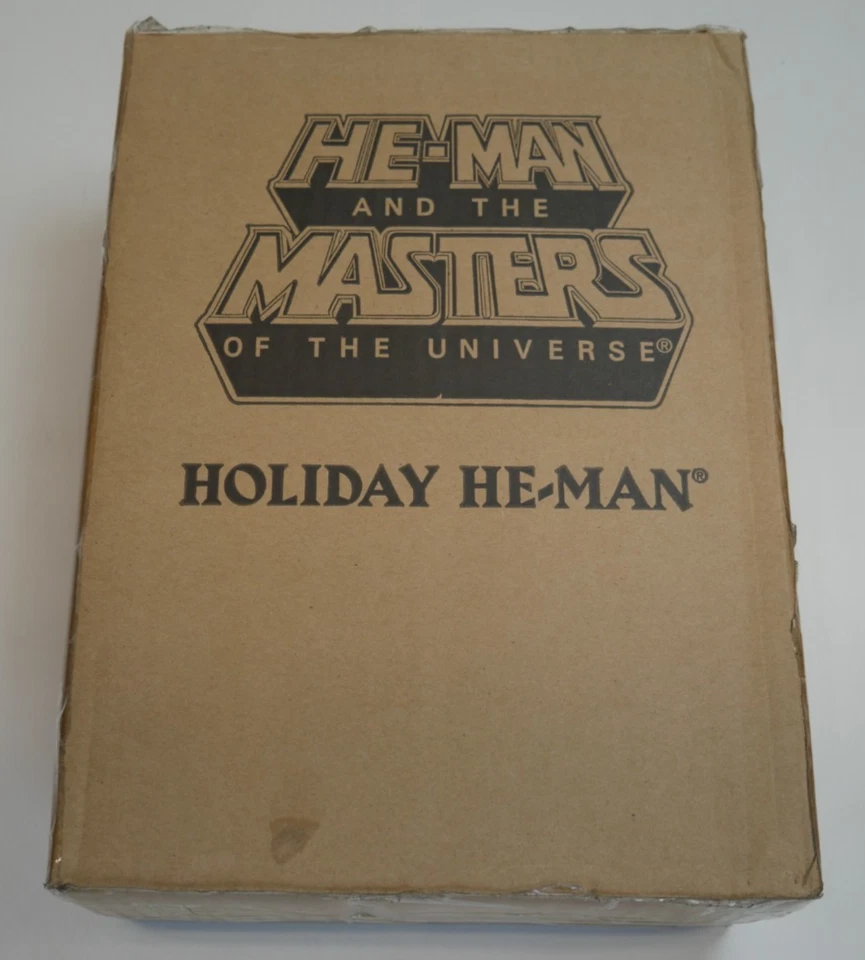 HE-MAN
AND THE
MASTERS
OF THE UNIVERSE®
HOLIDAY HE-MAN®